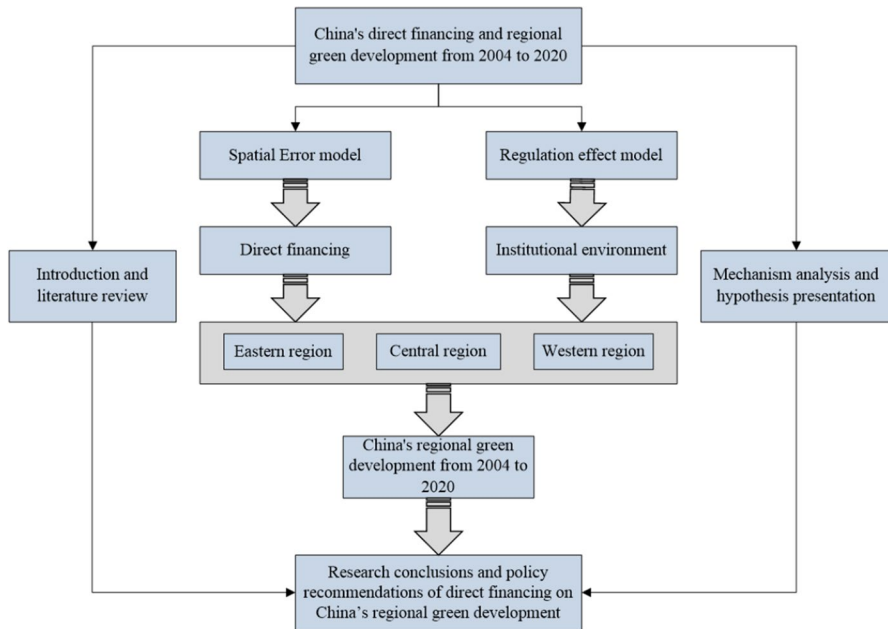 China's direct financing and regional
green development from 2004 to 2020
Spatial Error model
Regulation effect model
Direct financing
Institutional environment
Introduction and
literature review
Mechanism analysis and
hypothesis presentation
Eastern region
Central region
Western region
China's regional green
development from 2004 to
2020
Research conclusions and policy
recommendations of direct financing on
China’s regional green development